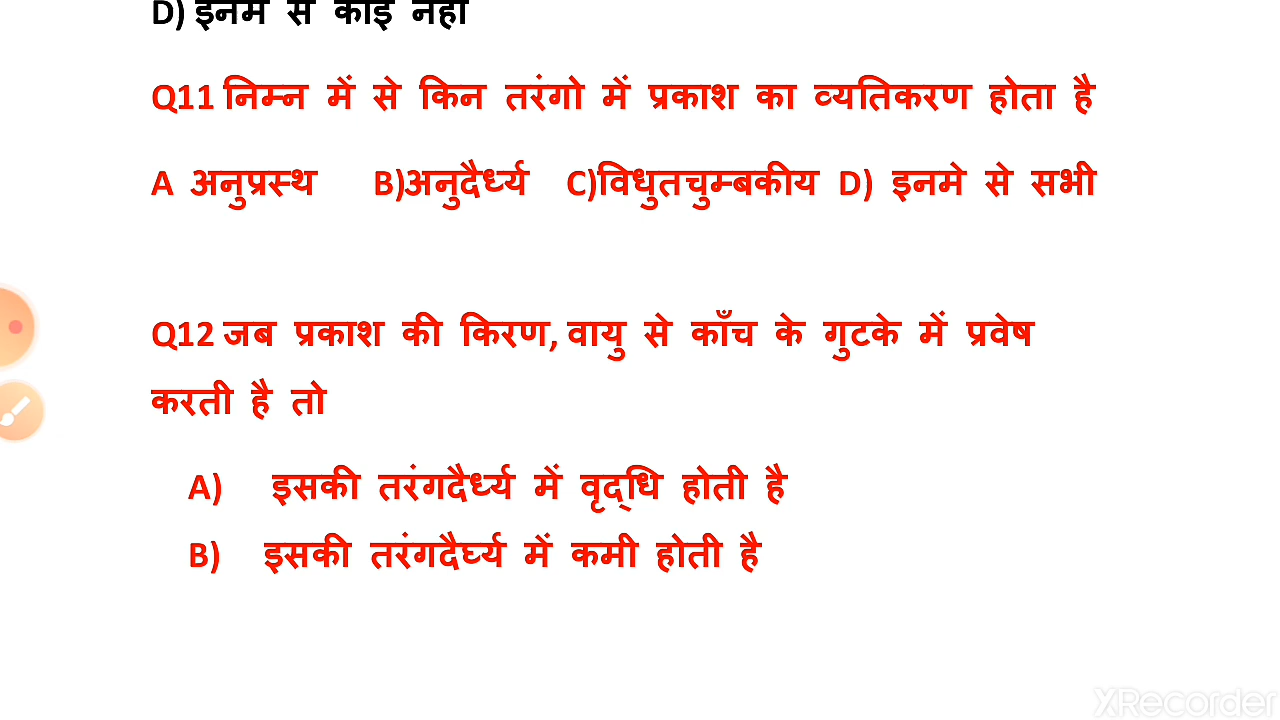 D) इनमे से कोई नहीं
Q11 निम्न में से किन तरंगो में प्रकाश का व्यतिकरण होता है
A अनुप्रस्थ B)अनुदैर्ध्य C)विधुतचुम्बकीय D) इनमे से सभी
Q12 जब प्रकाश की किरण, वायु से काँच के गुटके में प्रवेष
करती है तो
A) इसकी तरंगदैर्ध्य में वृद्धि होती है
B) इसकी तरंगदैर्घ्य में कमी होती है
XRecorder